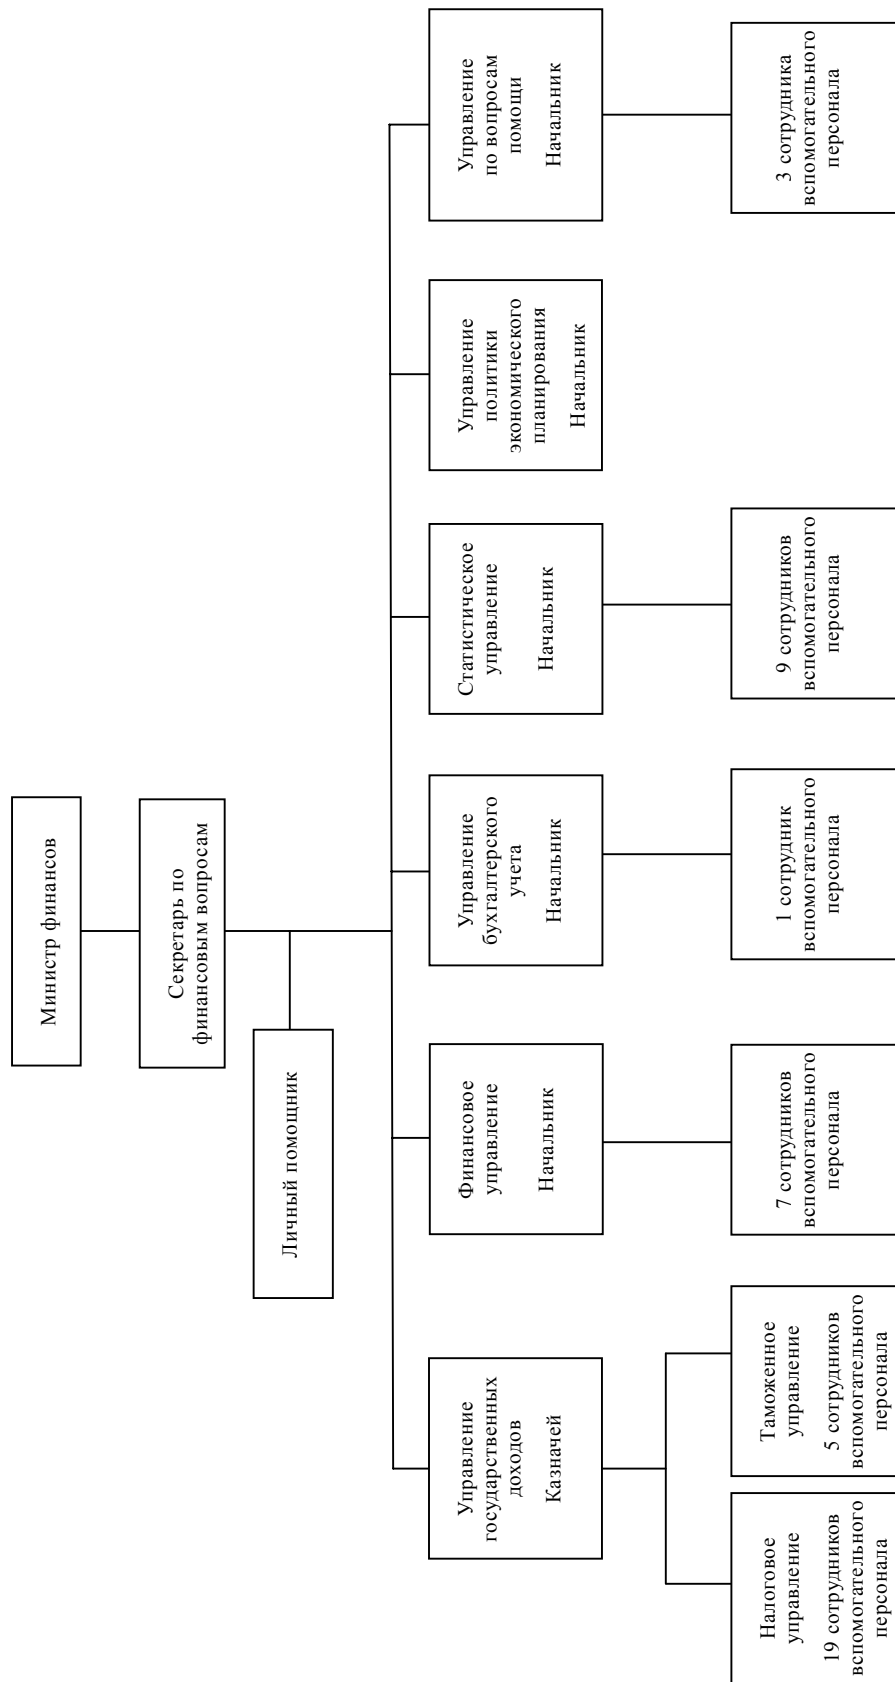 Министр финансов
Секретарь по
финансовым вопросам
Личный помощник
Управление
государственных
доходов
Казначей
Финансовое
управление
Начальник
Управление
бухгалтерского
учета
Начальник
Статистическое
управление
Начальник
Управление
политики
экономического
планирования
Начальник
Управление
по вопросам
помощи
Начальник
Налоговое
управление
19 сотрудников
вспомогательного
персонала
Таможенное
управление
5 сотрудников
вспомогательного
персонала
7 сотрудников
вспомогательного
персонала
1 сотрудник
вспомогательного
персонала
9 сотрудников
вспомогательного
персонала
3 сотрудника
вспомогательного
персонала